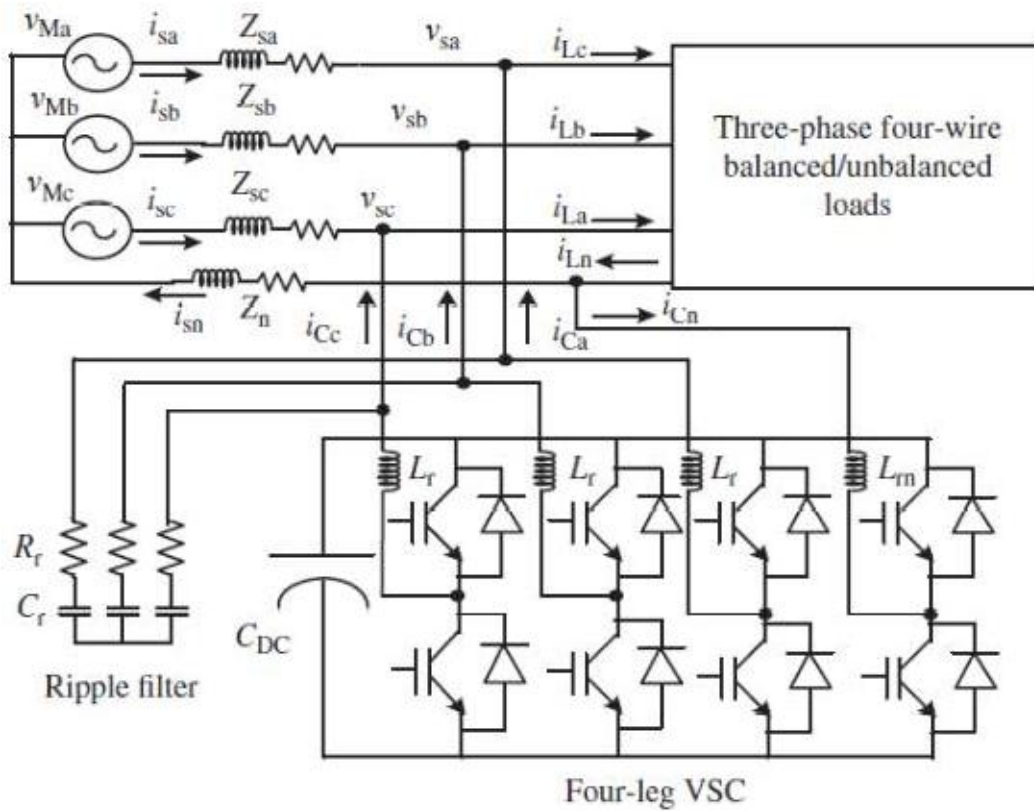 vMa
isa
Zsa
vsa
iLc
vMb
isb
Zsb
vsb
iLb
Three-phase four-wire
balanced/unbalanced
loads
vMc
isc
Zsc
vsc
iLa
iLn
isn
Zn
iCc
iCb
iCa
iCn
Lr
Lr
Lr
Lrn
Rr
Cr
CDC
Ripple filter
Four-leg VSC